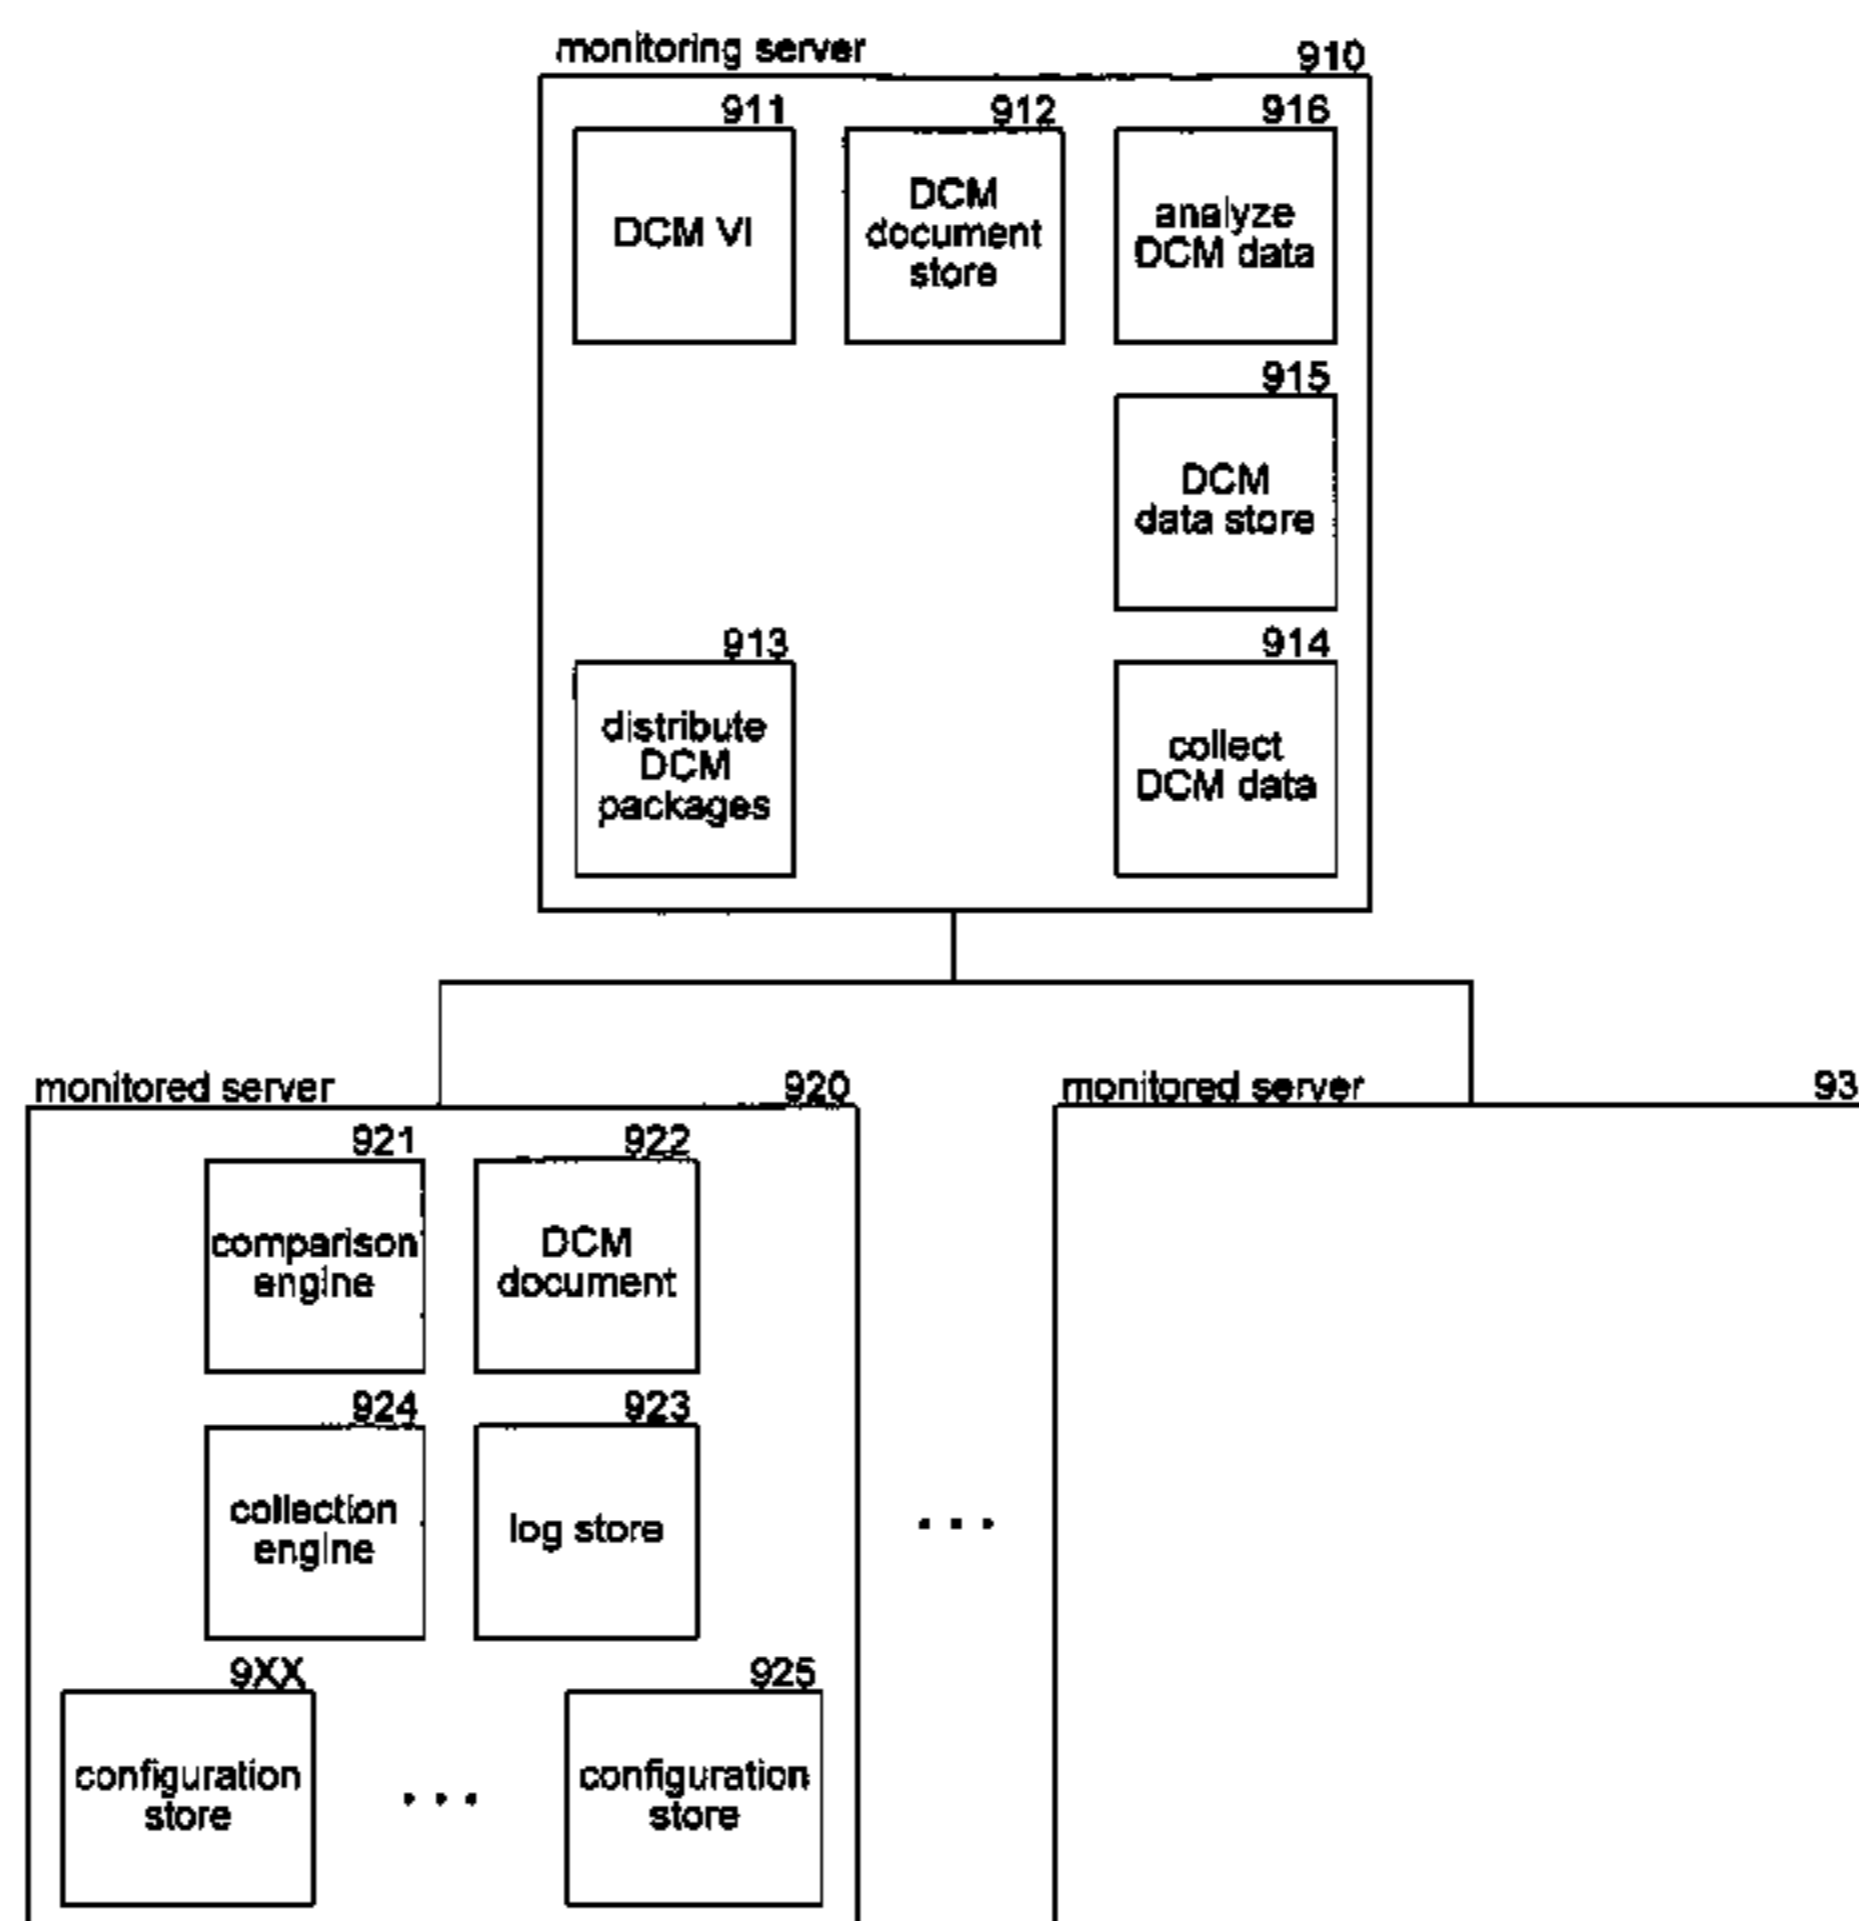 monitoring server 910
911 912 916
DCM VI
DCM
document
store
analyze
DCM data
915
DCM
data store
913 914
distribute
DCM
packages
collect
DCM data
monitored server 920 monitored server 93
921 922
comparison
engine
DCM
document
924 923
collection
engine
log store
...
9XX 925
configuration
store
...
configuration
store